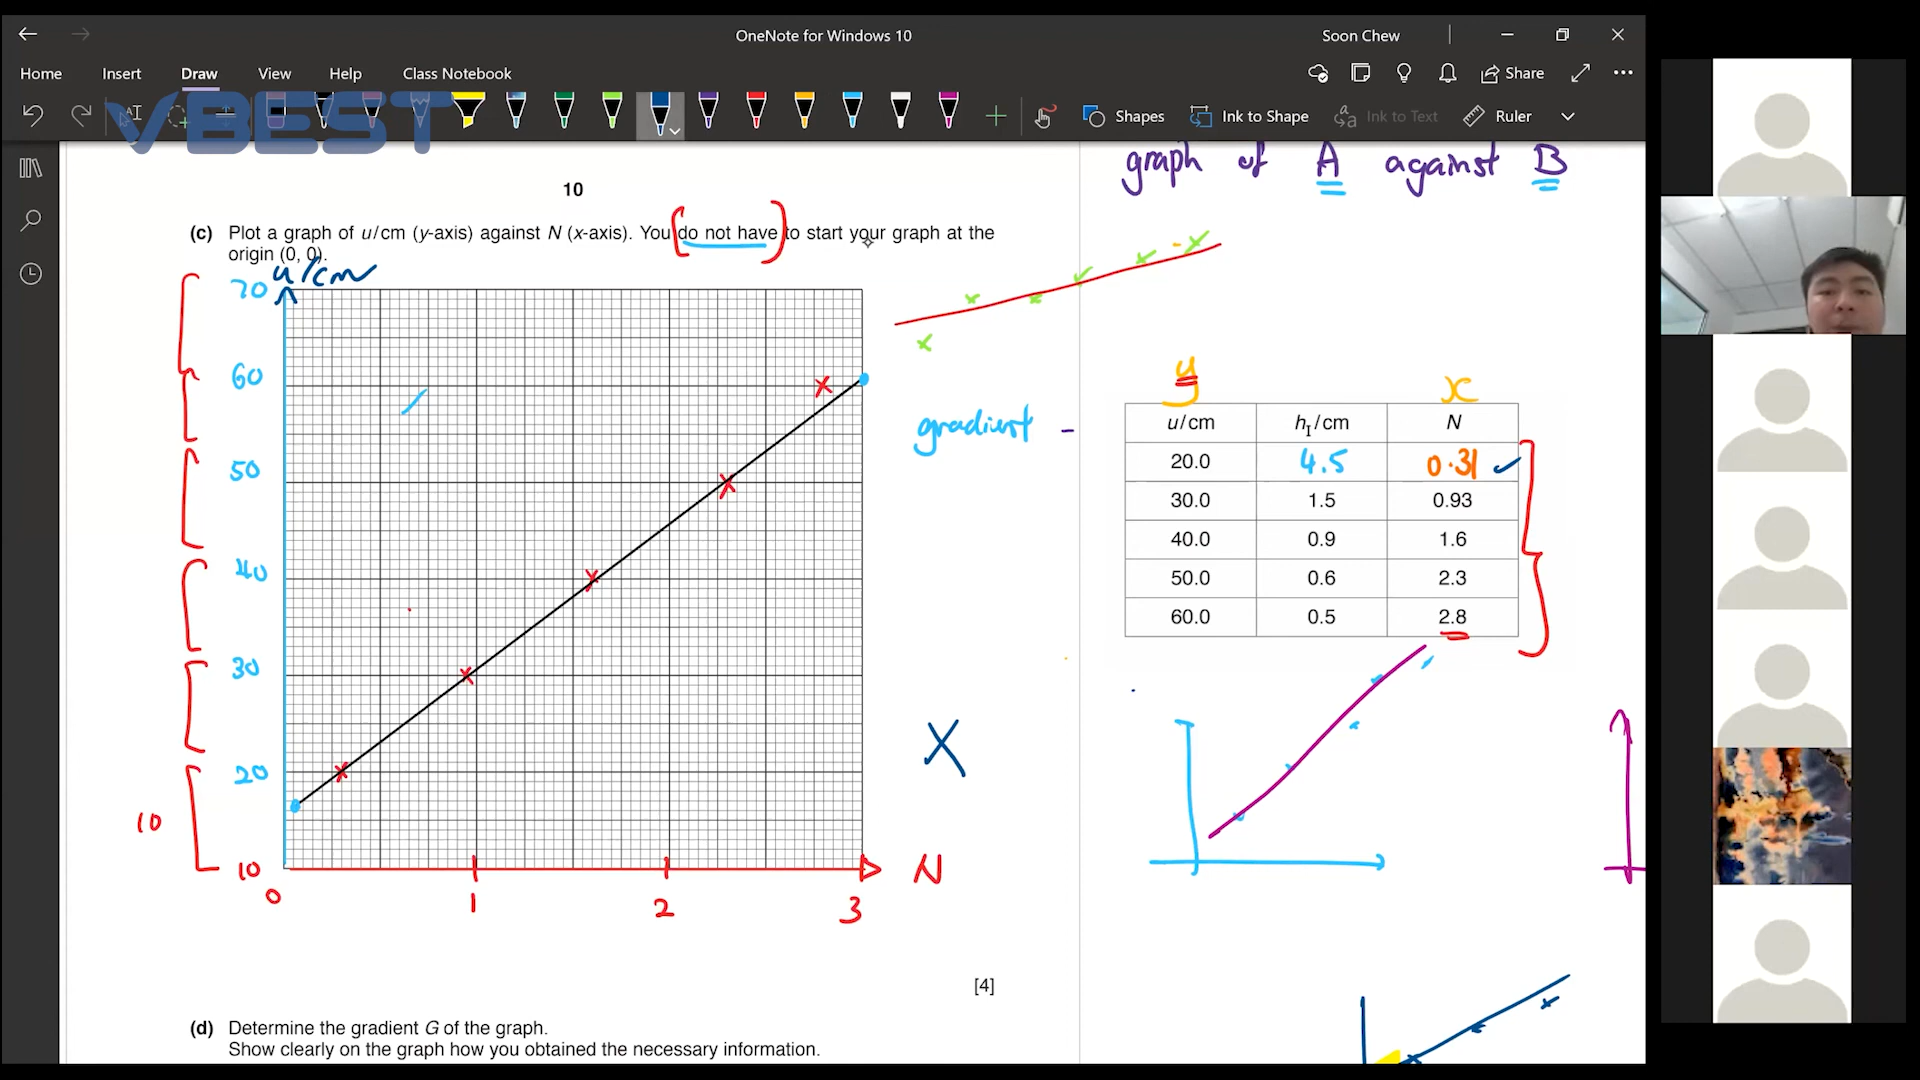 OneNote for Windows 10
Soon Chew
Home Insert Draw View Help Class Notebook
Share
VBEST
Shapes Ink to Shape Ink to Text Ruler
graph of A against B
10
(c) Plot a graph of u/cm (y-axis) against N (x-axis). You do not have to start your graph at the
origin (0, 0).
u/cm
70
60
50
40
30
20
10
10
0 1 2 3
N
gradient -
X
y x
u/cm hI/cm N
20.0 4.5 0.31
30.0 1.5 0.93
40.0 0.9 1.6
50.0 0.6 2.3
60.0 0.5 2.8
[4]
(d) Determine the gradient G of the graph.
Show clearly on the graph how you obtained the necessary information.